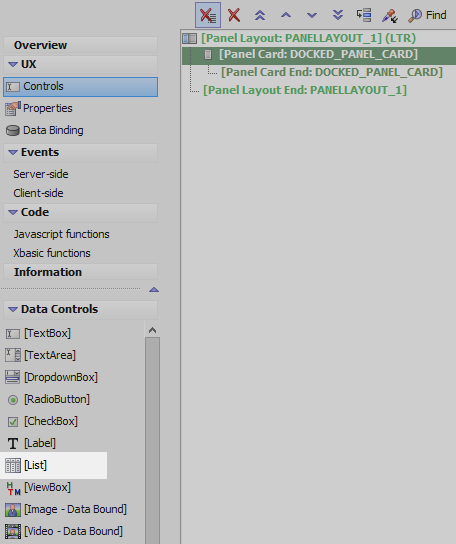 Find
Overview
UX
Controls
Properties
Data Binding
Events
Server-side
Client-side
Code
Javascript functions
Xbasic functions
Information
Data Controls
[TextBox]
[TextArea]
[DropdownBox]
[RadioButton]
[CheckBox]
T [Label]
[List]
HTM [ViewBox]
[Image - Data Bound]
[Video - Data Bound]
[Panel Layout: PANELLAYOUT_1] (LTR)
[Panel Card: DOCKED_PANEL_CARD]
[Panel Card End: DOCKED_PANEL_CARD]
[Panel Layout End: PANELLAYOUT_1]